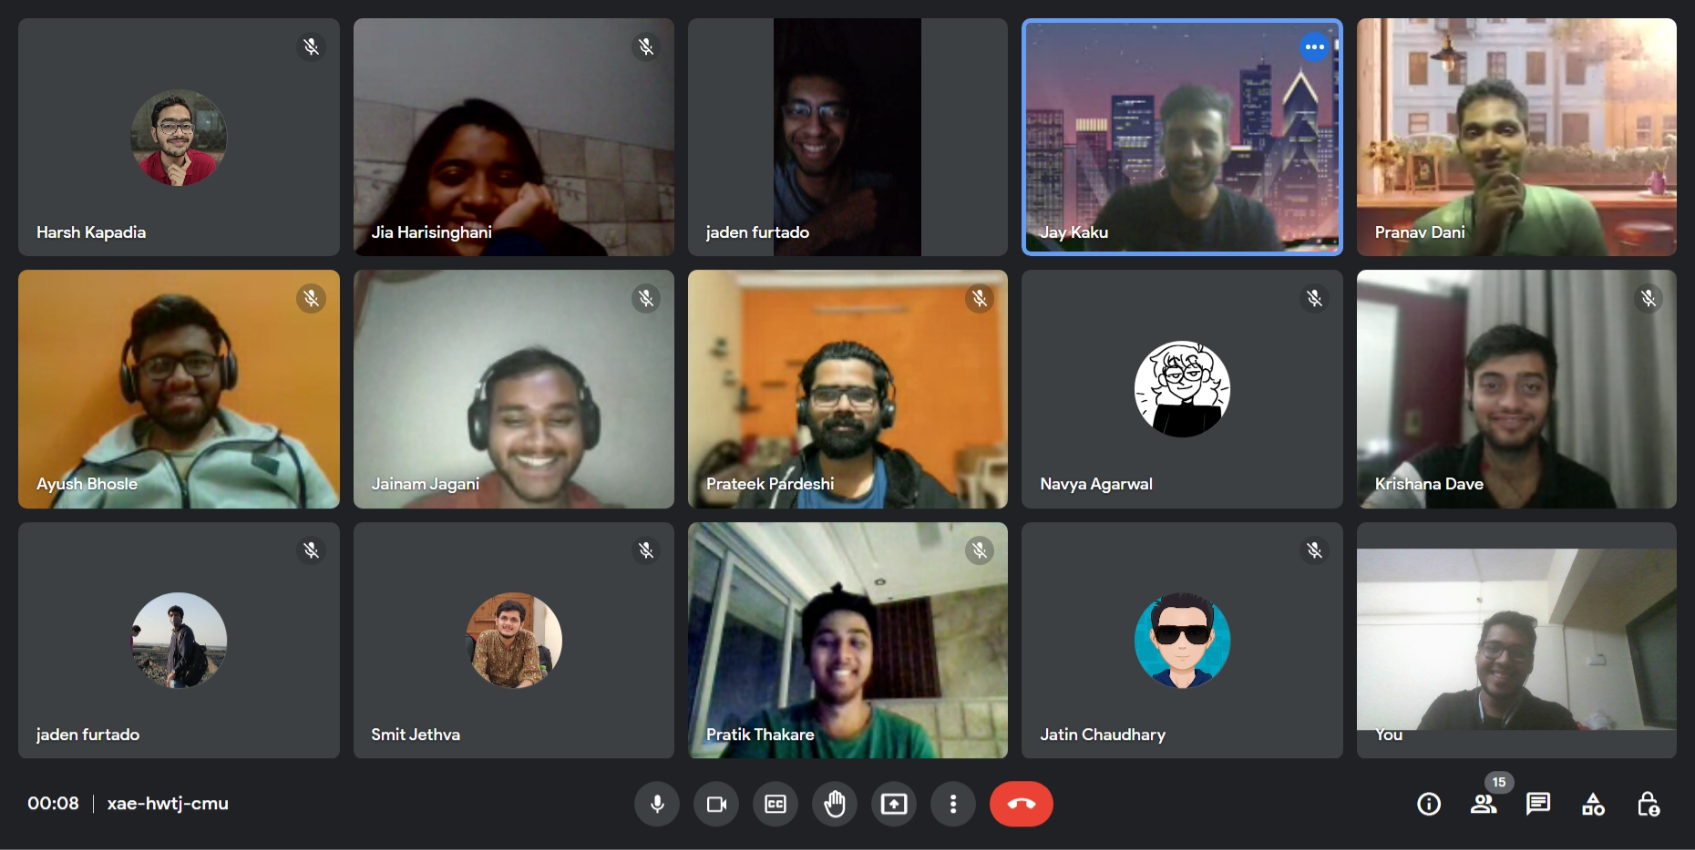 Harsh Kapadia
Jia Harisinghani
jaden furtado
Jay Kaku
Pranav Dani
Ayush Bhosle
Jainam Jagani
Prateek Pardeshi
Navya Agarwal
Krishana Dave
jaden furtado
Smit Jethva
Pratik Thakare
Jatin Chaudhary
You
00:08 | xae-hwtj-cmu
CC
15